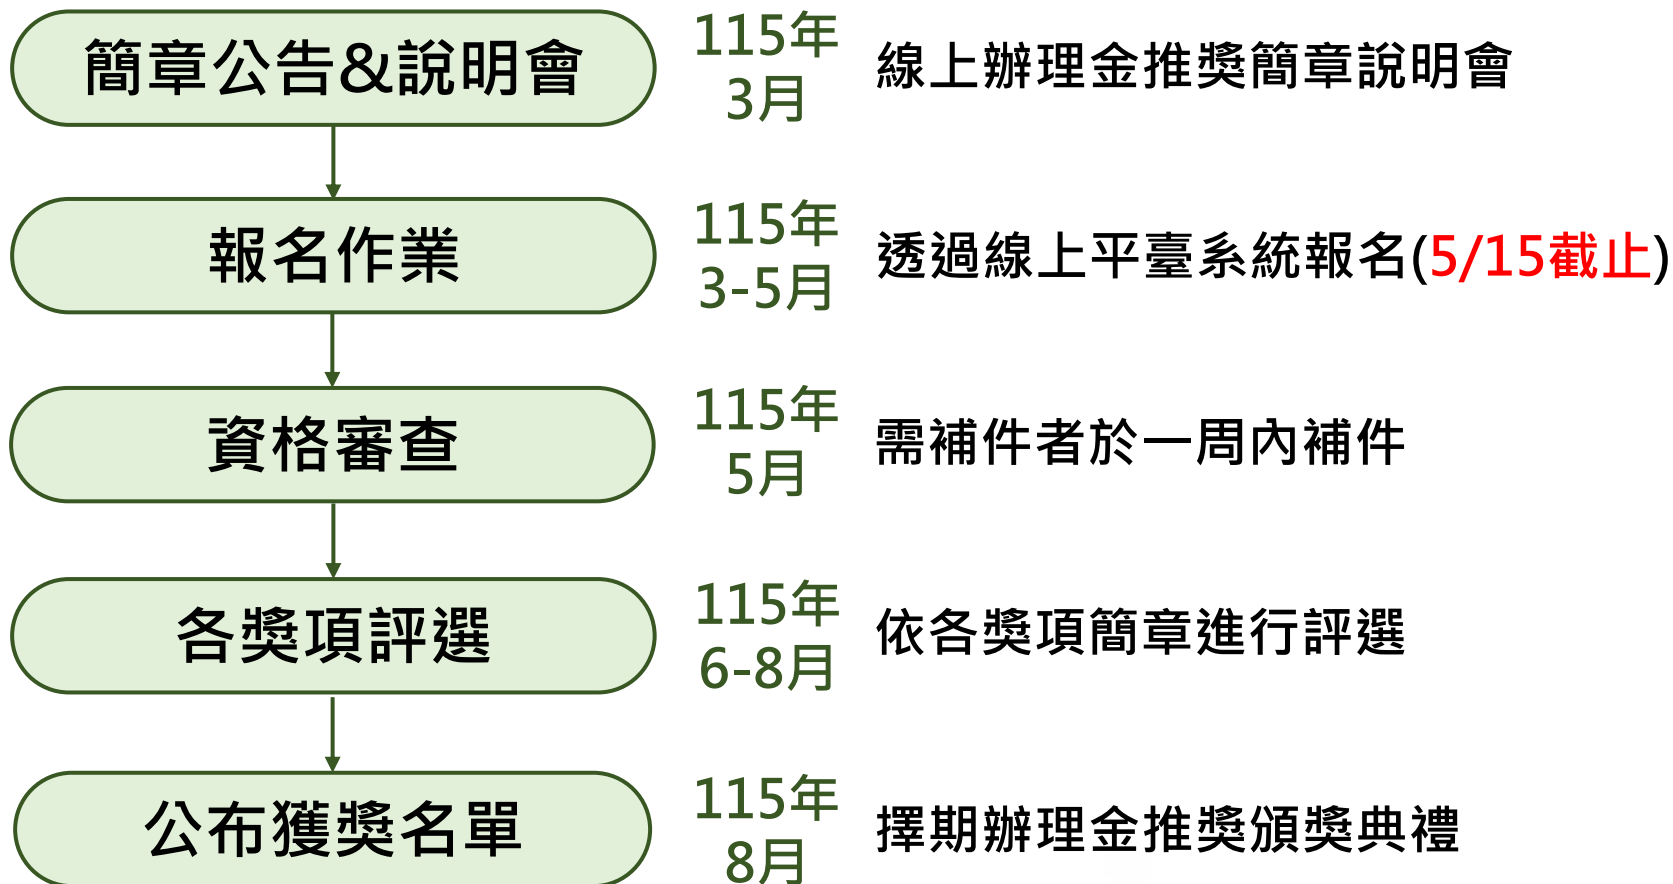 簡章公告&說明會
115年
3月
線上辦理金推獎簡章說明會
報名作業
115年
3-5月
透過線上平臺系統報名(5/15截止)
資格審查
115年
5月
需補件者於一周內補件
各獎項評選
115年
6-8月
依各獎項簡章進行評選
公布獲獎名單
115年
8月
擇期辦理金推獎頒獎典禮